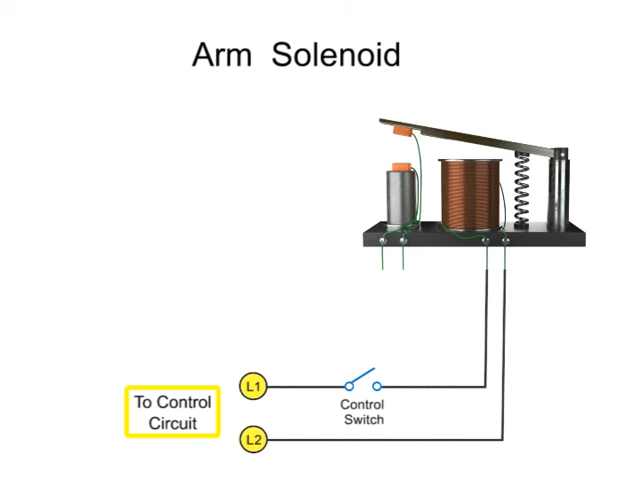 Arm Solenoid
L1
Control
Switch
To Control
Circuit
L2